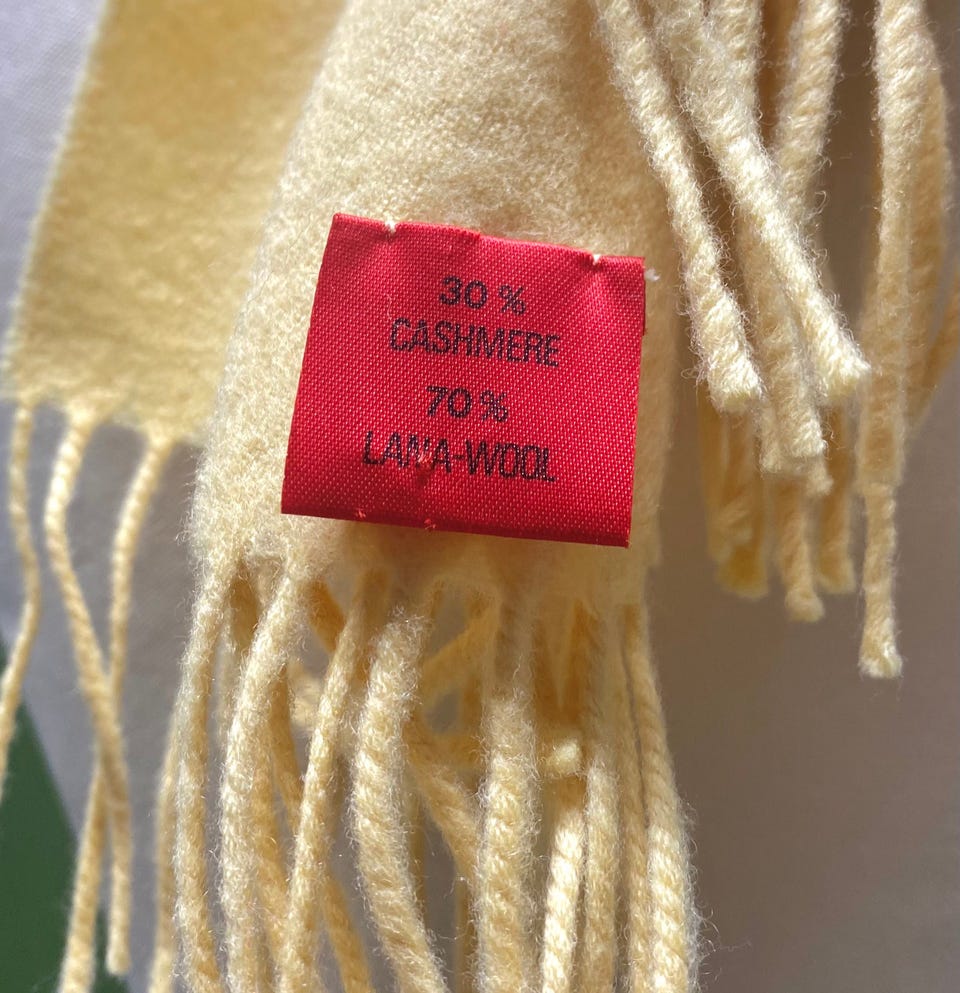 30 %
CASHMERE
70 %
LANA-WOOL